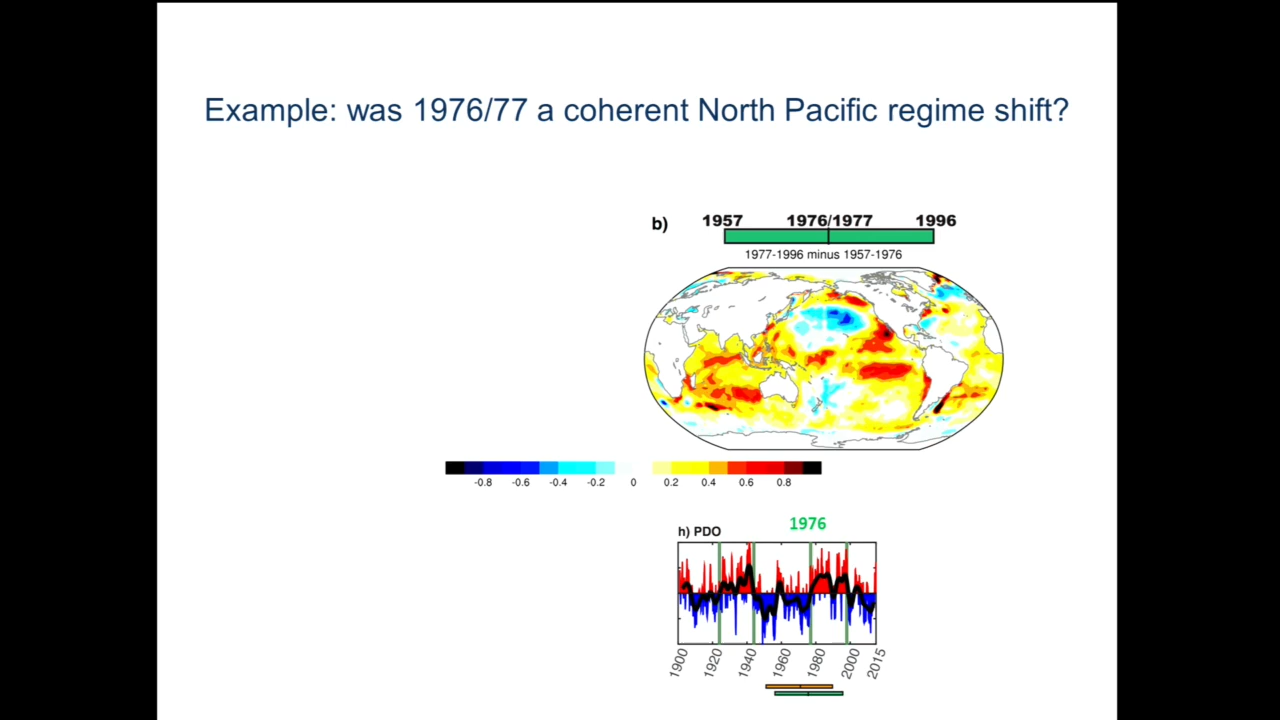 Example: was 1976/77 a coherent North Pacific regime shift?
b)
1957 1976/1977 1996
1977-1996 minus 1957-1976
-0.8 -0.6 -0.4 -0.2 0 0.2 0.4 0.6 0.8
1976
h) PDO
1900 1920 1940 1960 1980 2000 2015